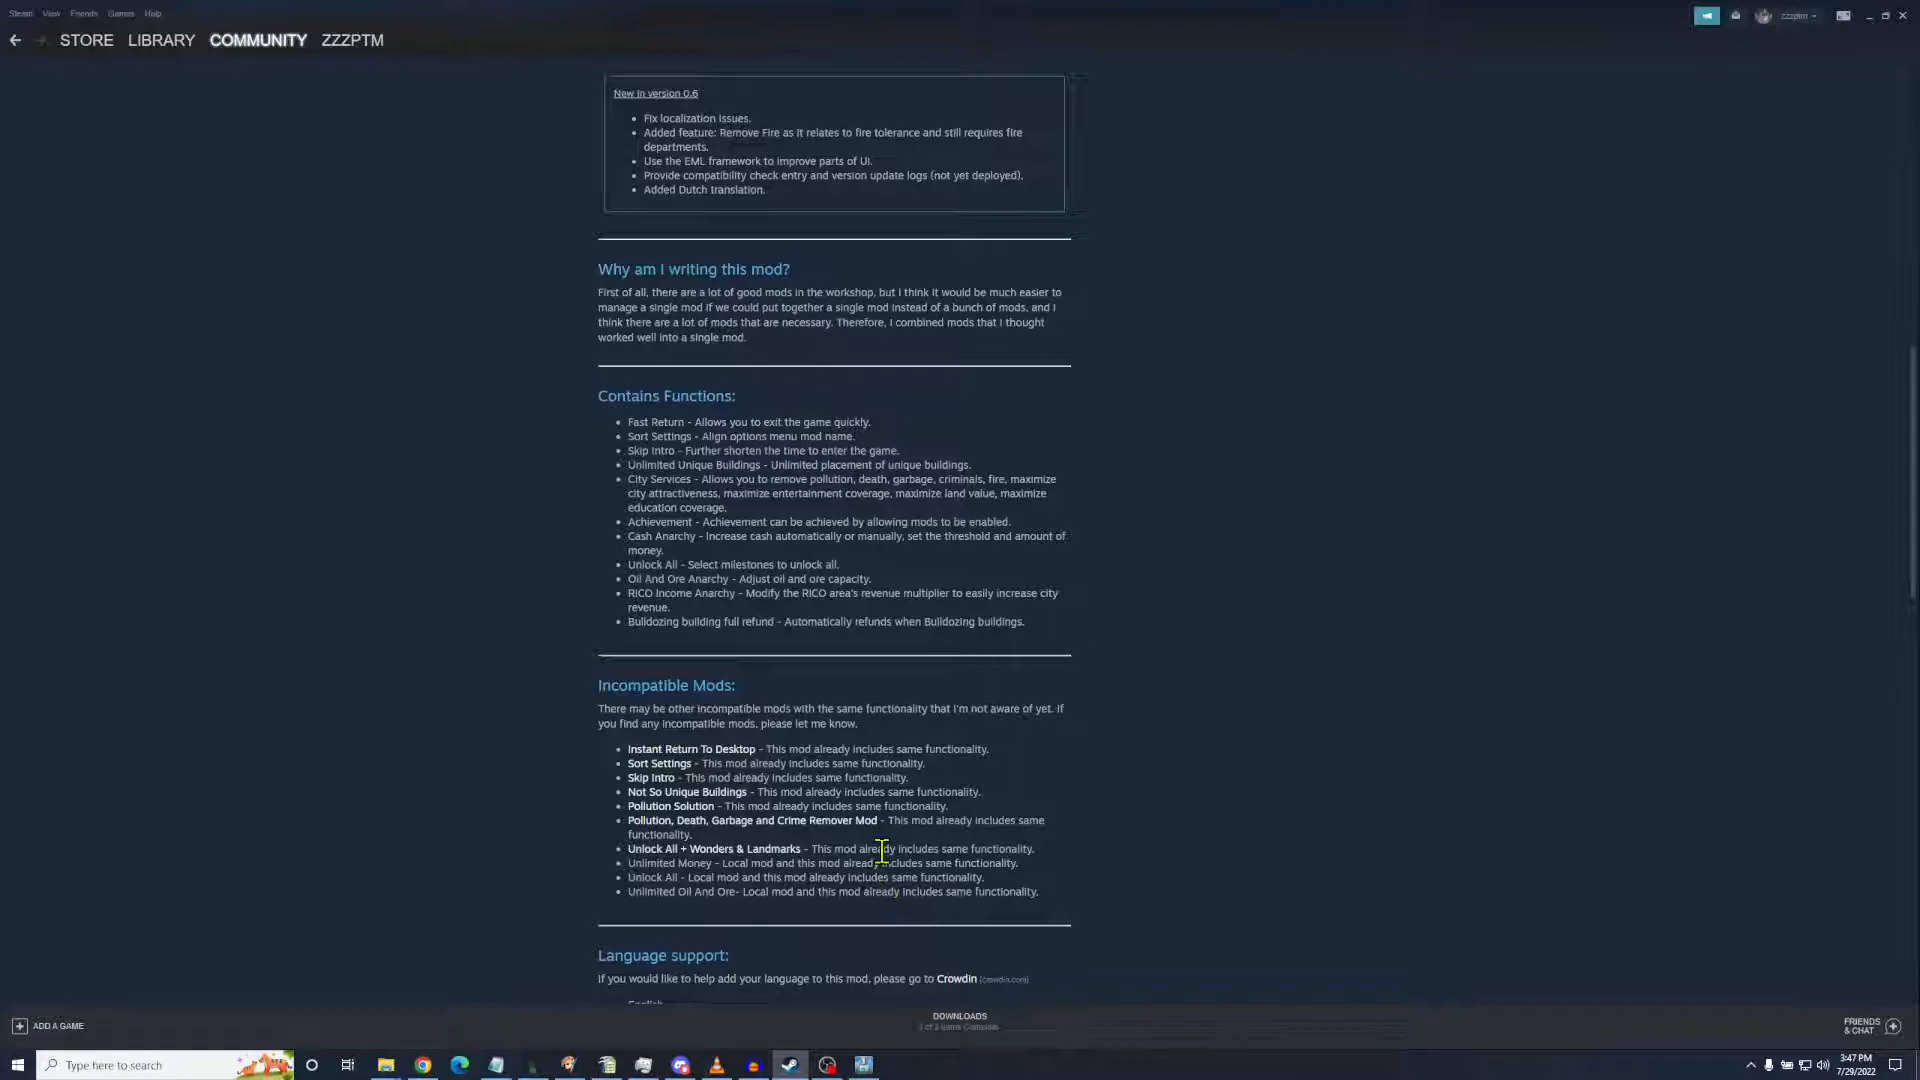 Steam View Friends Games Help
zzzptm
STORE LIBRARY COMMUNITY ZZZPTM
New in version 0.6
Fix localization issues.
Added feature: Remove Fire as it relates to fire tolerance and still requires fire
departments.
Use the EML framework to improve parts of UI.
Provide compatibility check entry and version update logs (not yet deployed).
Added Dutch translation.
Why am I writing this mod?
First of all, there are a lot of good mods in the workshop, but I think it would be much easier to
manage a single mod if we could put together a single mod instead of a bunch of mods, and I
think there are a lot of mods that are necessary. Therefore, I combined mods that I thought
worked well into a single mod.
Contains Functions:
Fast Return - Allows you to exit the game quickly.
Sort Settings - Align options menu mod name.
Skip Intro - Further shorten the time to enter the game.
Unlimited Unique Buildings - Unlimited placement of unique buildings.
City Services - Allows you to remove pollution, death, garbage, criminals, fire, maximize
city attractiveness, maximize entertainment coverage, maximize land value, maximize
education coverage.
Achievement - Achievement can be achieved by allowing mods to be enabled.
Cash Anarchy - Increase cash automatically or manually, set the threshold and amount of
money.
Unlock All - Select milestones to unlock all.
Oil And Ore Anarchy - Adjust oil and ore capacity.
RICO Income Anarchy - Modify the RICO area's revenue multiplier to easily increase city
revenue.
Bulldozing building full refund - Automatically refunds when Bulldozing buildings.
Incompatible Mods:
There may be other incompatible mods with the same functionality that I'm not aware of yet. If
you find any incompatible mods, please let me know.
Instant Return To Desktop - This mod already includes same functionality.
Sort Settings - This mod already includes same functionality.
Skip Intro - This mod already includes same functionality.
Not So Unique Buildings - This mod already includes same functionality.
Pollution Solution - This mod already includes same functionality.
Pollution, Death, Garbage and Crime Remover Mod - This mod already includes same
functionality.
Unlock All + Wonders & Landmarks - This mod already includes same functionality.
Unlimited Money - Local mod and this mod already includes same functionality.
Unlock All - Local mod and this mod already includes same functionality.
Unlimited Oil And Ore- Local mod and this mod already includes same functionality.
Language support:
If you would like to help add your language to this mod, please go to Crowdin [crowdin.com]
English
ADD A GAME
DOWNLOADS
Items Complete
FRIENDS
& CHAT
Type here to search
3:47 PM
7/29/2022